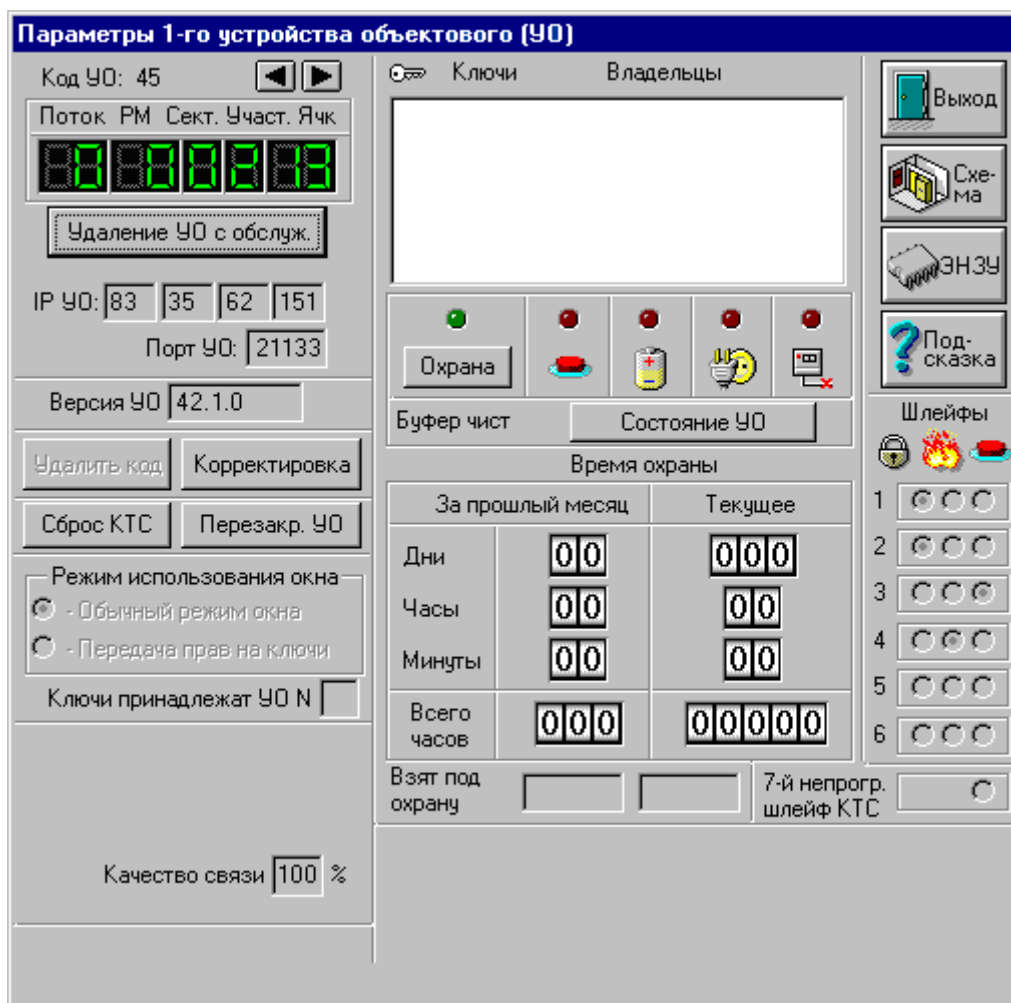 Параметры 1-го устройства объектового (УО)
Код УО: 45
Поток РМ Сект. Участ. Ячк
0 0 0 2 13
Удаление УО с обслуж.
IP УО: 83 35 62 151
Порт УО: 21133
Версия УО 42.1.0
Удалить код
Корректировка
Сброс КТС
Перезакр. УО
Режим использования окна
- Обычный режим окна
- Передача прав на ключи
Ключи принадлежат УО N
Качество связи 100 %
Ключи Владельцы
Охрана
Буфер чист
Состояние УО
Время охраны
За прошлый месяц Текущее
Дни 00 000
Часы 00 00
Минуты 00 00
Всего
часов
000 00000
Взят под
охрану
7-й непрогр.
шлейф КТС
Выход
Схе-
ма
ЭНЗУ
Под-
сказка
Шлейфы
1
2
3
4
5
6